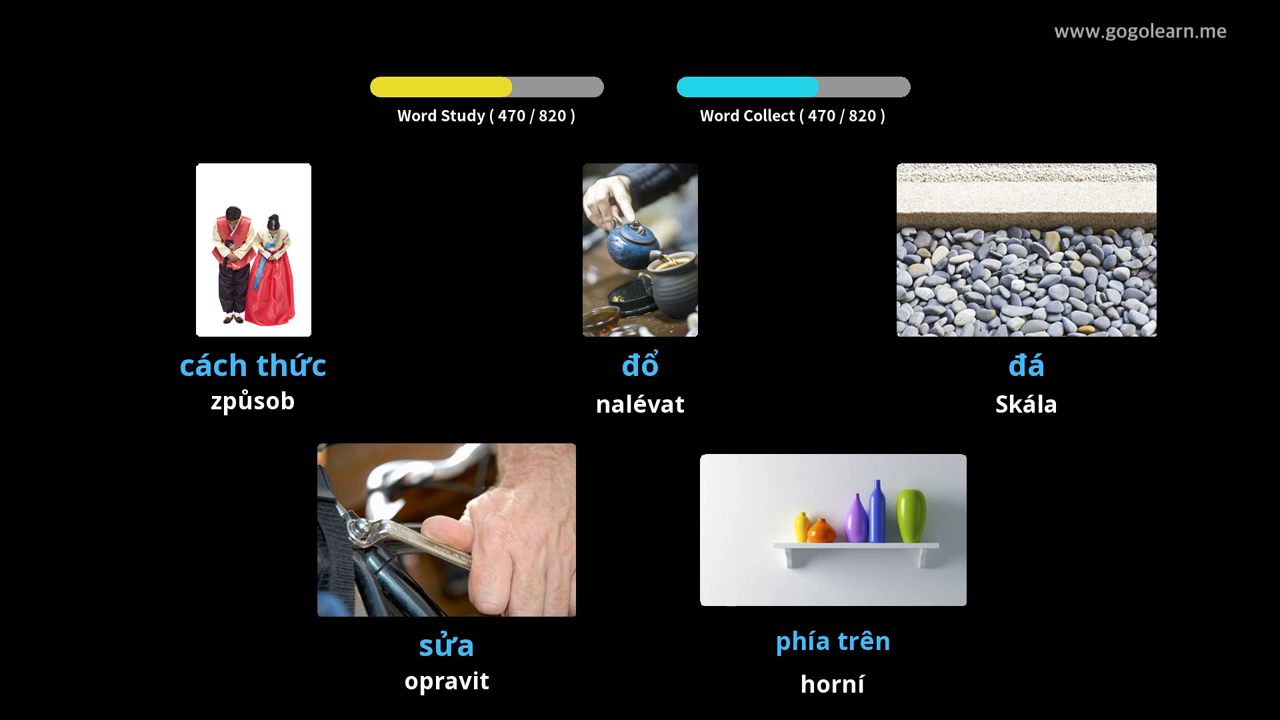 www.gogolearn.me
Word Study ( 470 / 820 )
Word Collect ( 470 / 820 )
cách thức
způsob
đổ
nalévat
đá
Skála
sửa
opravit
phía trên
horní